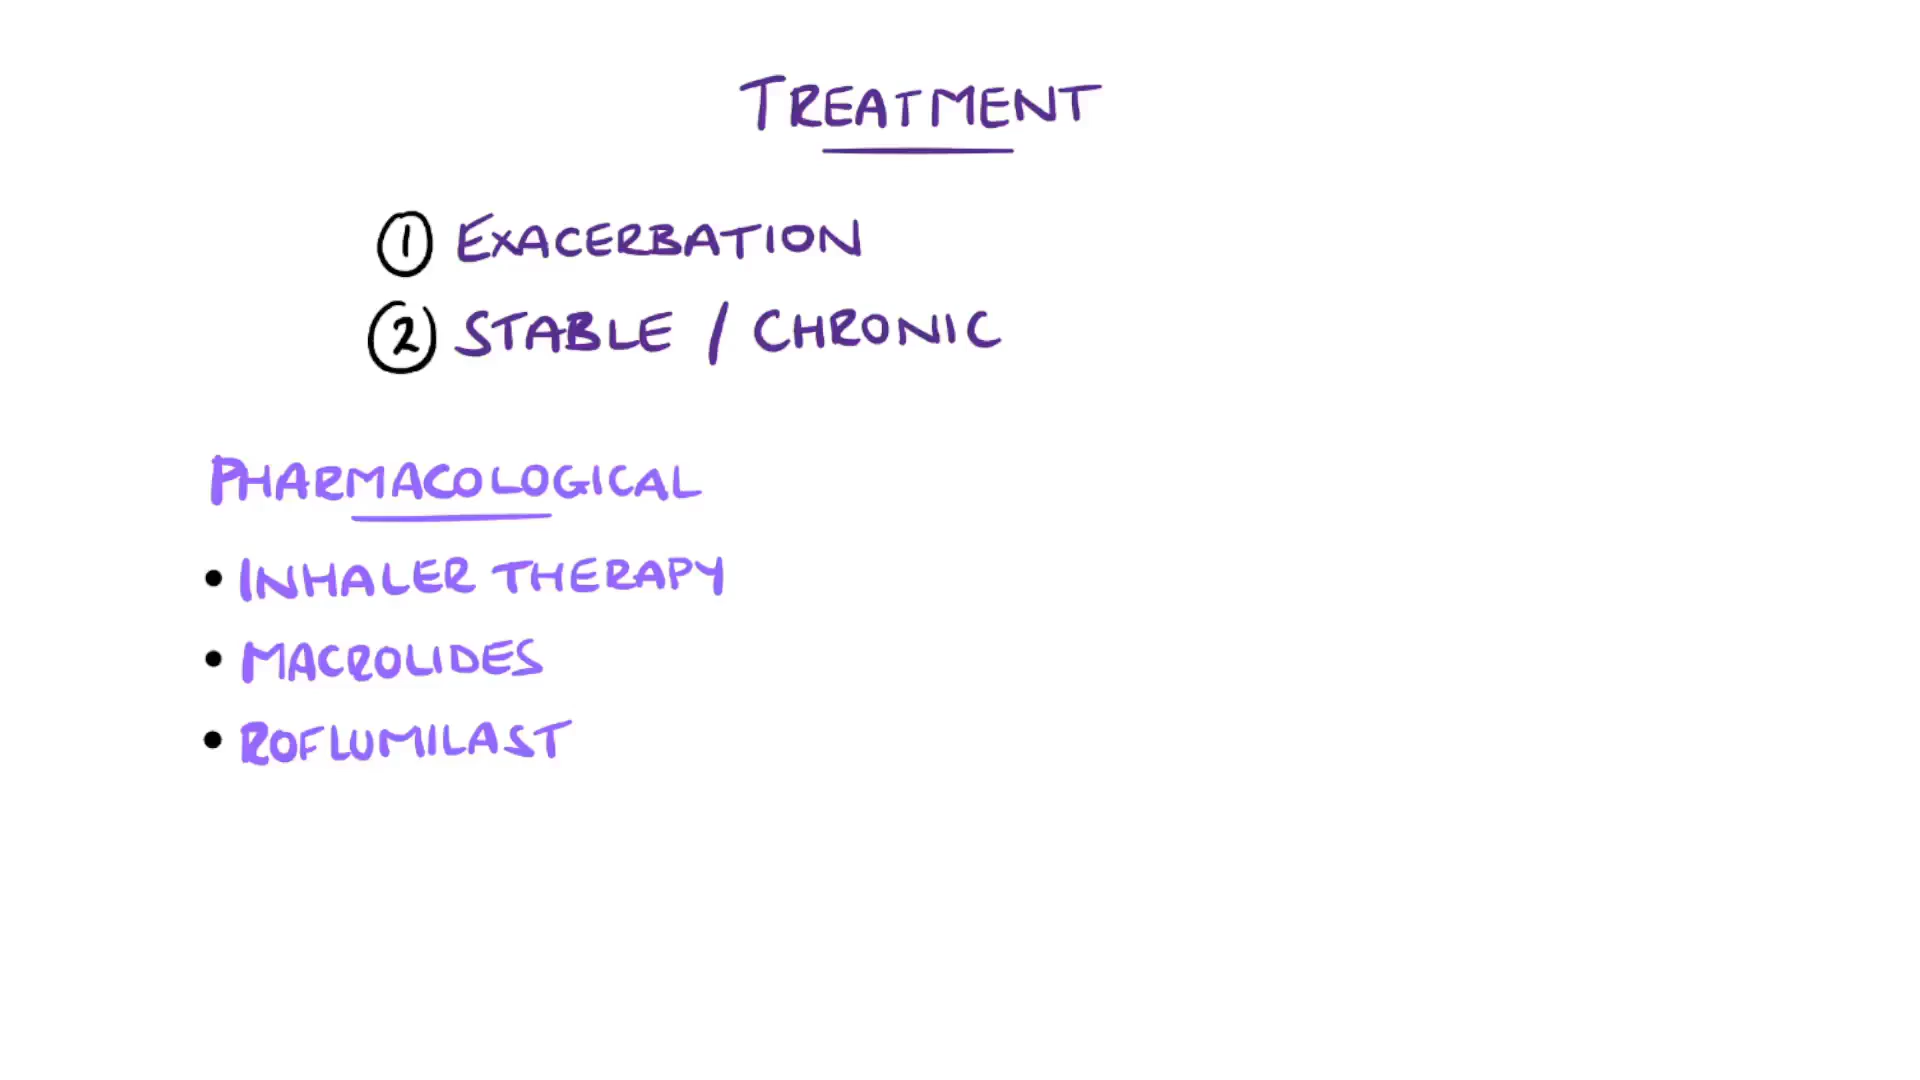 TREATMENT
① EXACERBATION
② STABLE / CHRONIC
PHARMACOLOGICAL
• INHALER THERAPY
• MACROLIDES
• ROFLUMILAST